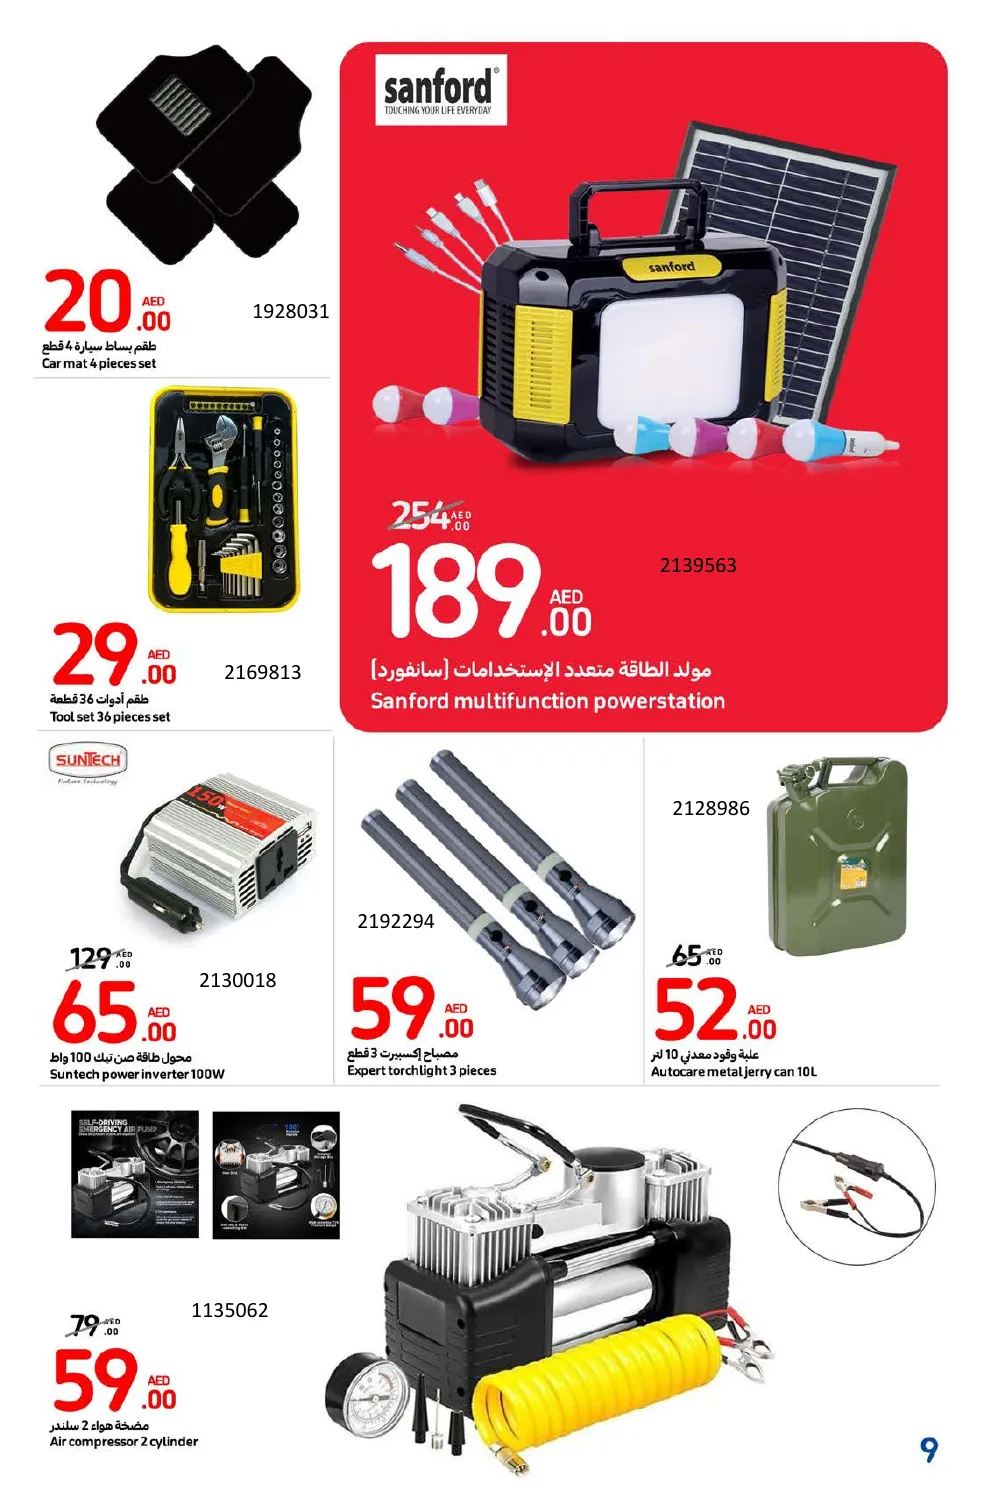 sanford®
TOUCHING YOUR LIFE EVERYDAY
sanford
20 AED .00
1928031
طقم بساط سيارة 4 قطع
Car mat 4 pieces set
29 AED .00
2169813
طقم أدوات 36 قطعة
Tool set 36 pieces set
254 AED .00
189 AED .00
2139563
مولد الطاقة متعدد الإستخدامات (سانفورد)
Sanford multifunction powerstation
SUNTECH
Future technology
150W
129 AED .00
65 AED .00
2130018
محول طاقة صن تيك 100 واط
Suntech power inverter 100W
2192294
59 AED .00
مصباح إكسبيرت 3 قطع
Expert torchlight 3 pieces
2128986
65 AED .00
52 AED .00
علبة وقود معدني 10 لتر
Autocare metal jerry can 10L
SELF-DRIVING
EMERGENCY AIR PUMP
79 AED .00
1135062
59 AED .00
مضخة هواء 2 سلندر
Air compressor 2 cylinder
9